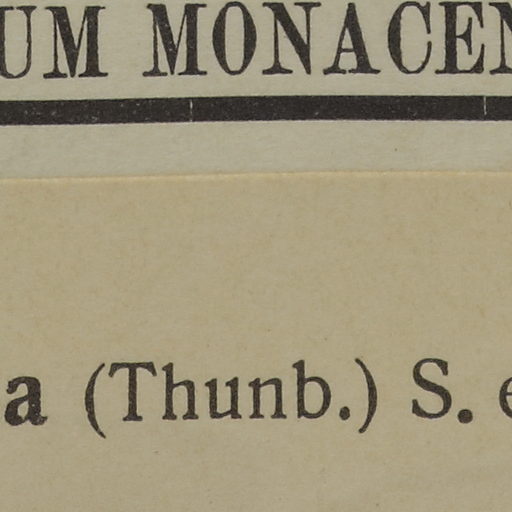 UM MONACEN
a (Thunb.) S. e